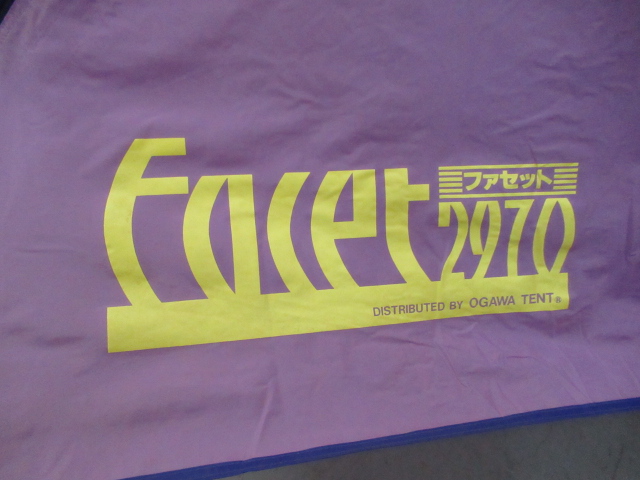 Facet
ファセット
2970
DISTRIBUTED BY OGAWA TENT®